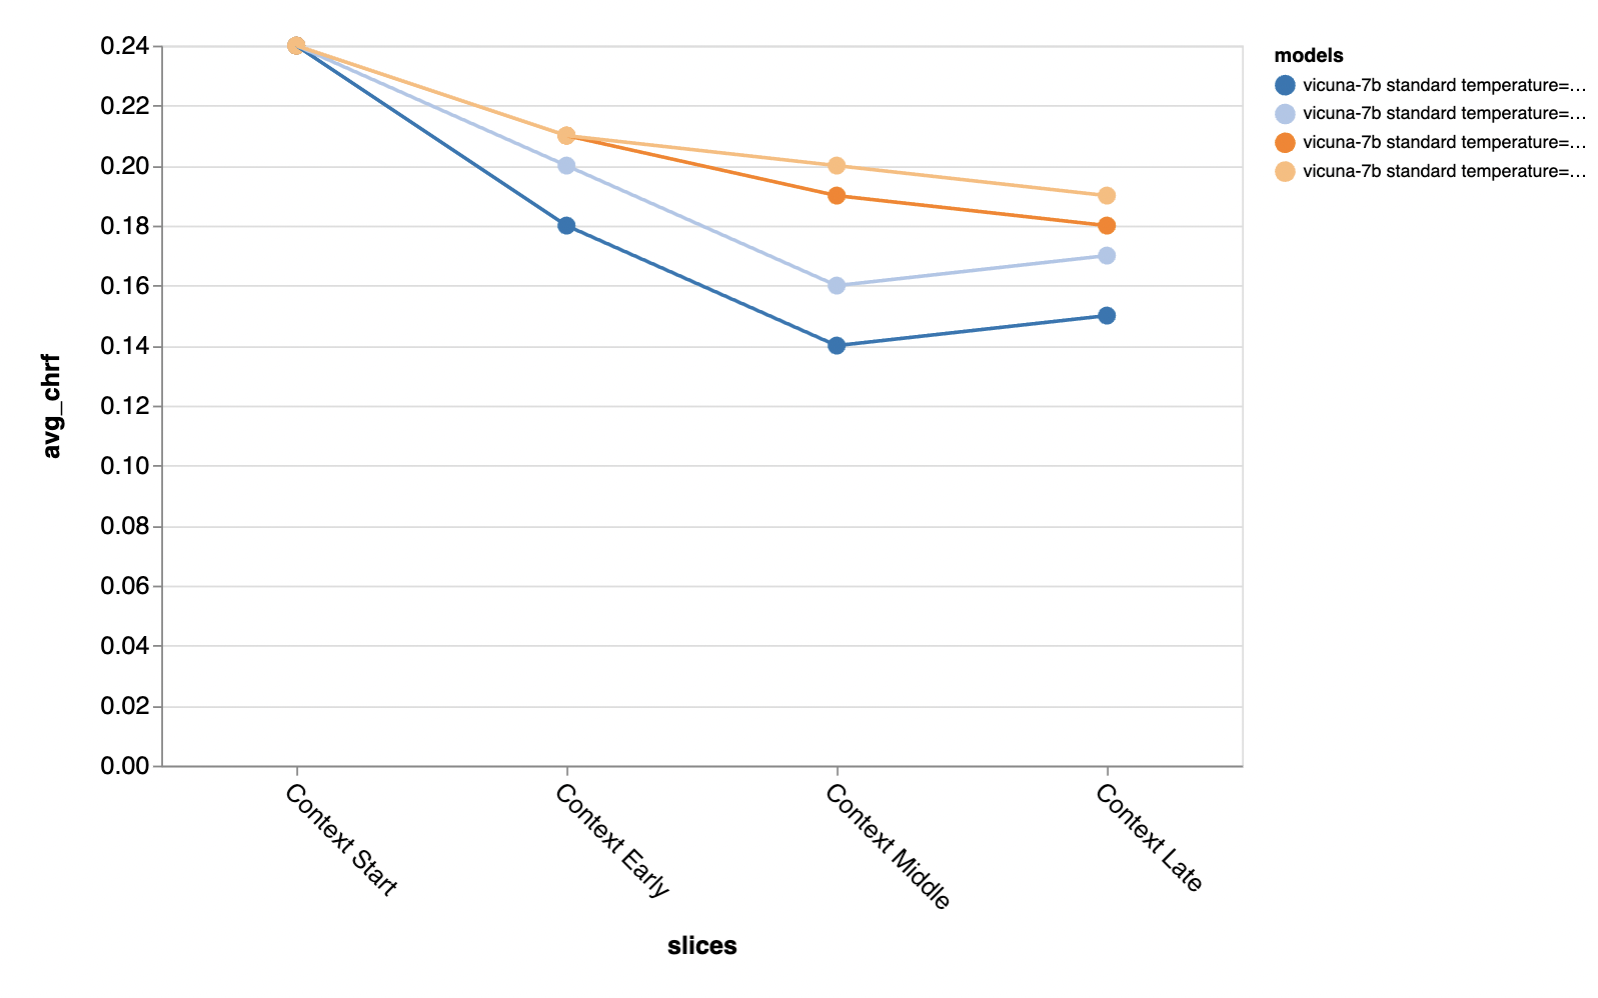 models
vicuna-7b standard temperature=...
vicuna-7b standard temperature=...
vicuna-7b standard temperature=...
vicuna-7b standard temperature=...
avg_chrf
0.24
0.22
0.20
0.18
0.16
0.14
0.12
0.10
0.08
0.06
0.04
0.02
0.00
Context Start
Context Early
Context Middle
Context Late
slices